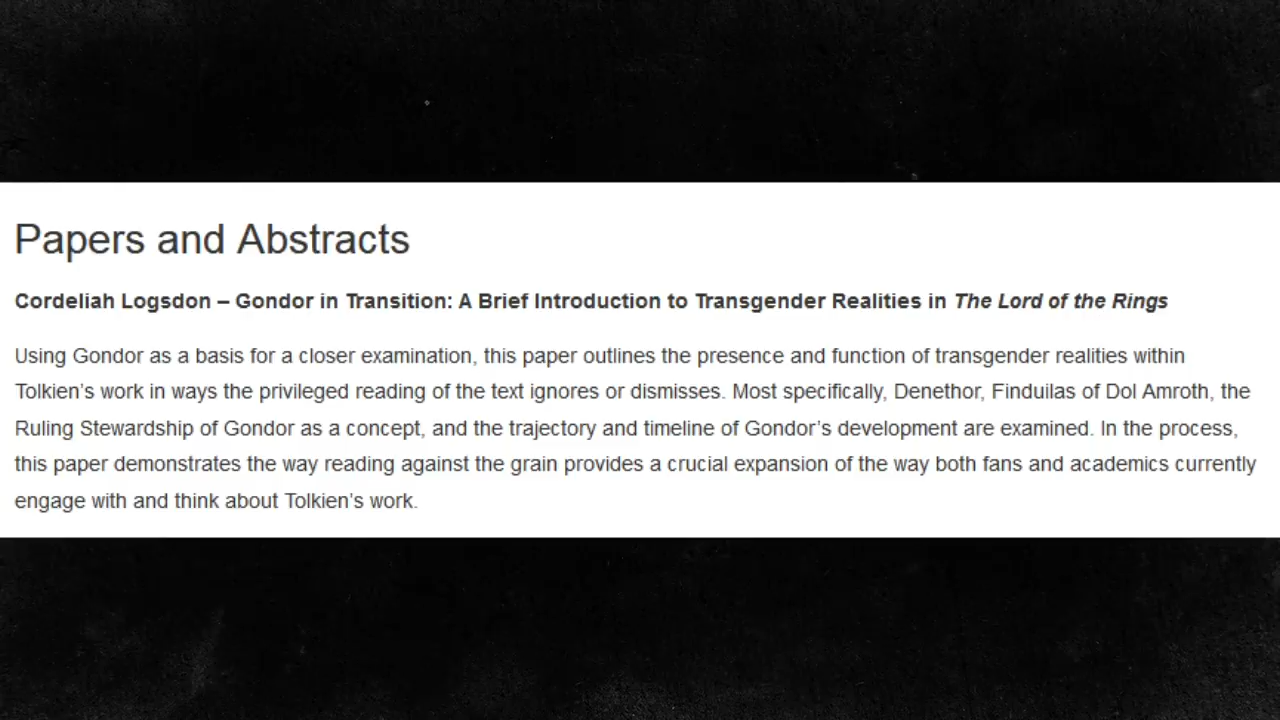 Papers and Abstracts
Cordeliah Logsdon – Gondor in Transition: A Brief Introduction to Transgender Realities in The Lord of the Rings
Using Gondor as a basis for a closer examination, this paper outlines the presence and function of transgender realities within
Tolkien’s work in ways the privileged reading of the text ignores or dismisses. Most specifically, Denethor, Finduilas of Dol Amroth, the
Ruling Stewardship of Gondor as a concept, and the trajectory and timeline of Gondor’s development are examined. In the process,
this paper demonstrates the way reading against the grain provides a crucial expansion of the way both fans and academics currently
engage with and think about Tolkien’s work.